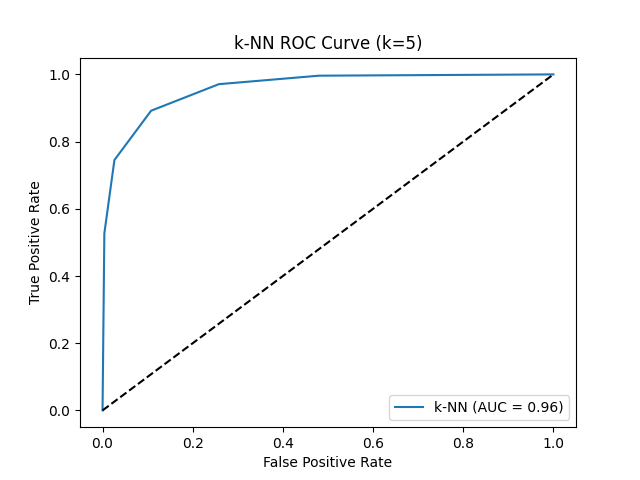 k-NN ROC Curve (k=5)
1.0
0.8
0.6
0.4
0.2
0.0
True Positive Rate
k-NN (AUC = 0.96)
0.0 0.2 0.4 0.6 0.8 1.0
False Positive Rate